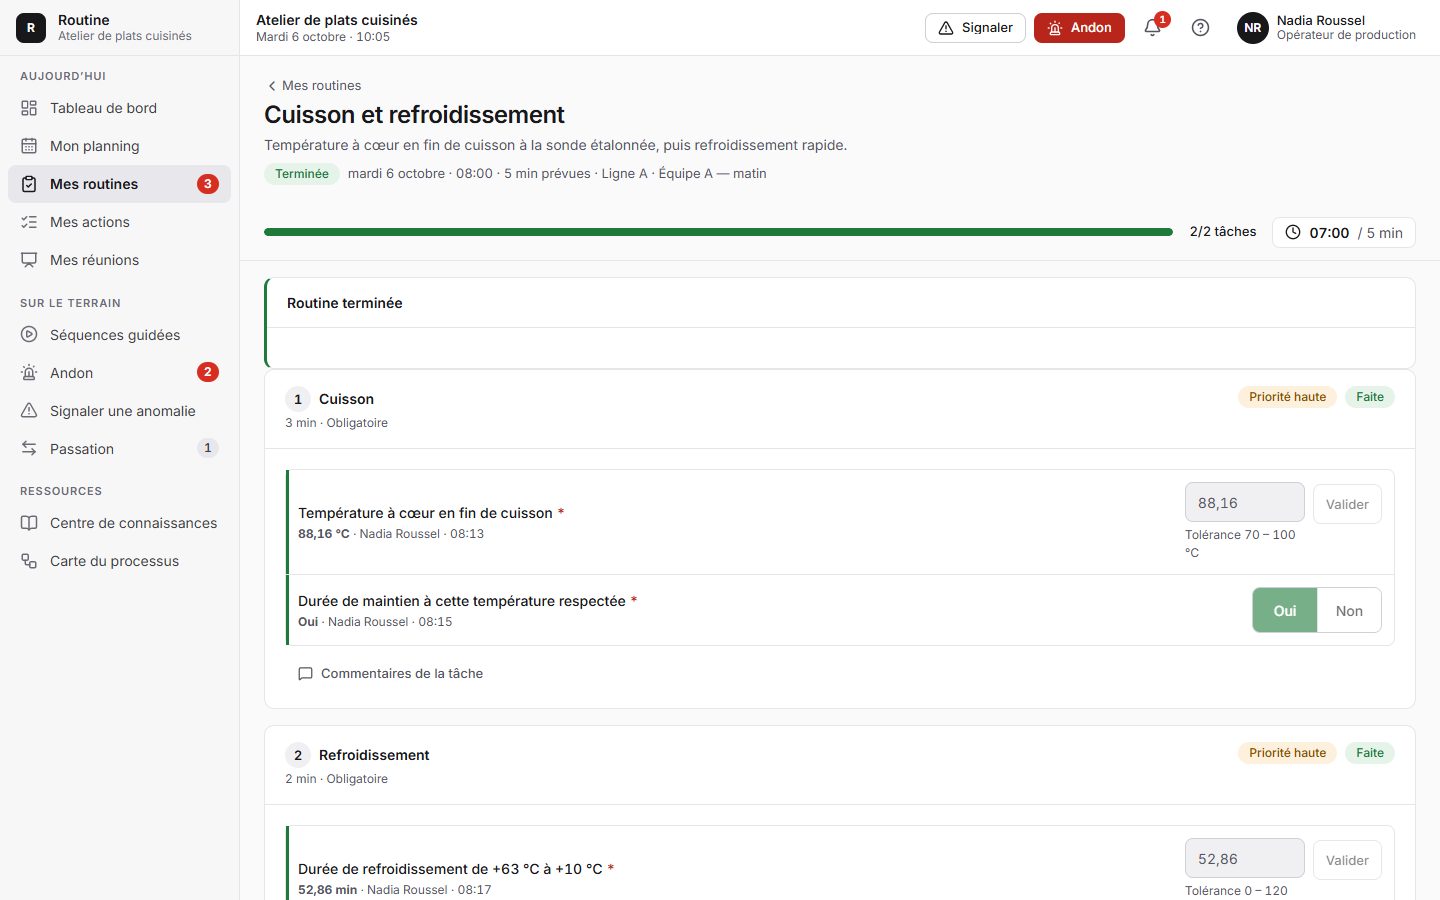 R
Routine
Atelier de plats cuisinés
AUJOURD'HUI
Tableau de bord
Mon planning
Mes routines 3
Mes actions
Mes réunions
SUR LE TERRAIN
Séquences guidées
Andon 2
Signaler une anomalie
Passation 1
RESSOURCES
Centre de connaissances
Carte du processus
Atelier de plats cuisinés
Mardi 6 octobre · 10:05
Signaler
Andon
1
NR
Nadia Roussel
Opérateur de production
Mes routines
Cuisson et refroidissement
Température à cœur en fin de cuisson à la sonde étalonnée, puis refroidissement rapide.
Terminée mardi 6 octobre · 08:00 · 5 min prévues · Ligne A · Équipe A — matin
2/2 tâches 07:00 / 5 min
Routine terminée
1 Cuisson Priorité haute Faite
3 min · Obligatoire
Température à cœur en fin de cuisson *
88,16 °C · Nadia Roussel · 08:13
88,16 Valider
Tolérance 70 – 100
°C
Durée de maintien à cette température respectée *
Oui · Nadia Roussel · 08:15
Oui Non
Commentaires de la tâche
2 Refroidissement Priorité haute Faite
2 min · Obligatoire
Durée de refroidissement de +63 °C à +10 °C *
52,86 min · Nadia Roussel · 08:17
52,86 Valider
Tolérance 0 – 120